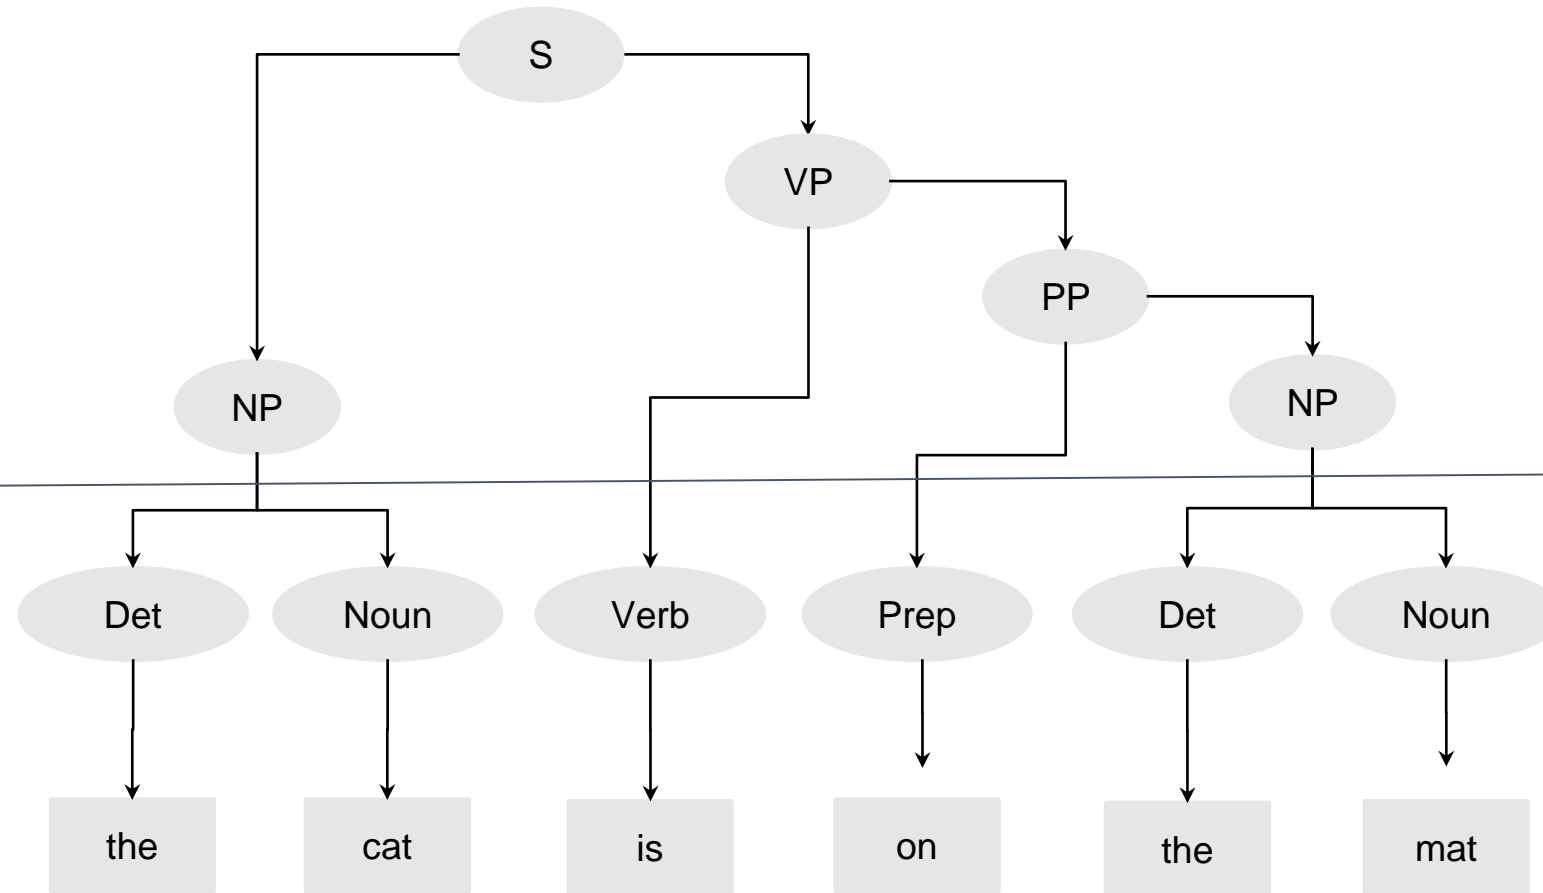 S
VP
PP
NP
NP
Det Noun Verb Prep Det Noun
the cat is on the mat